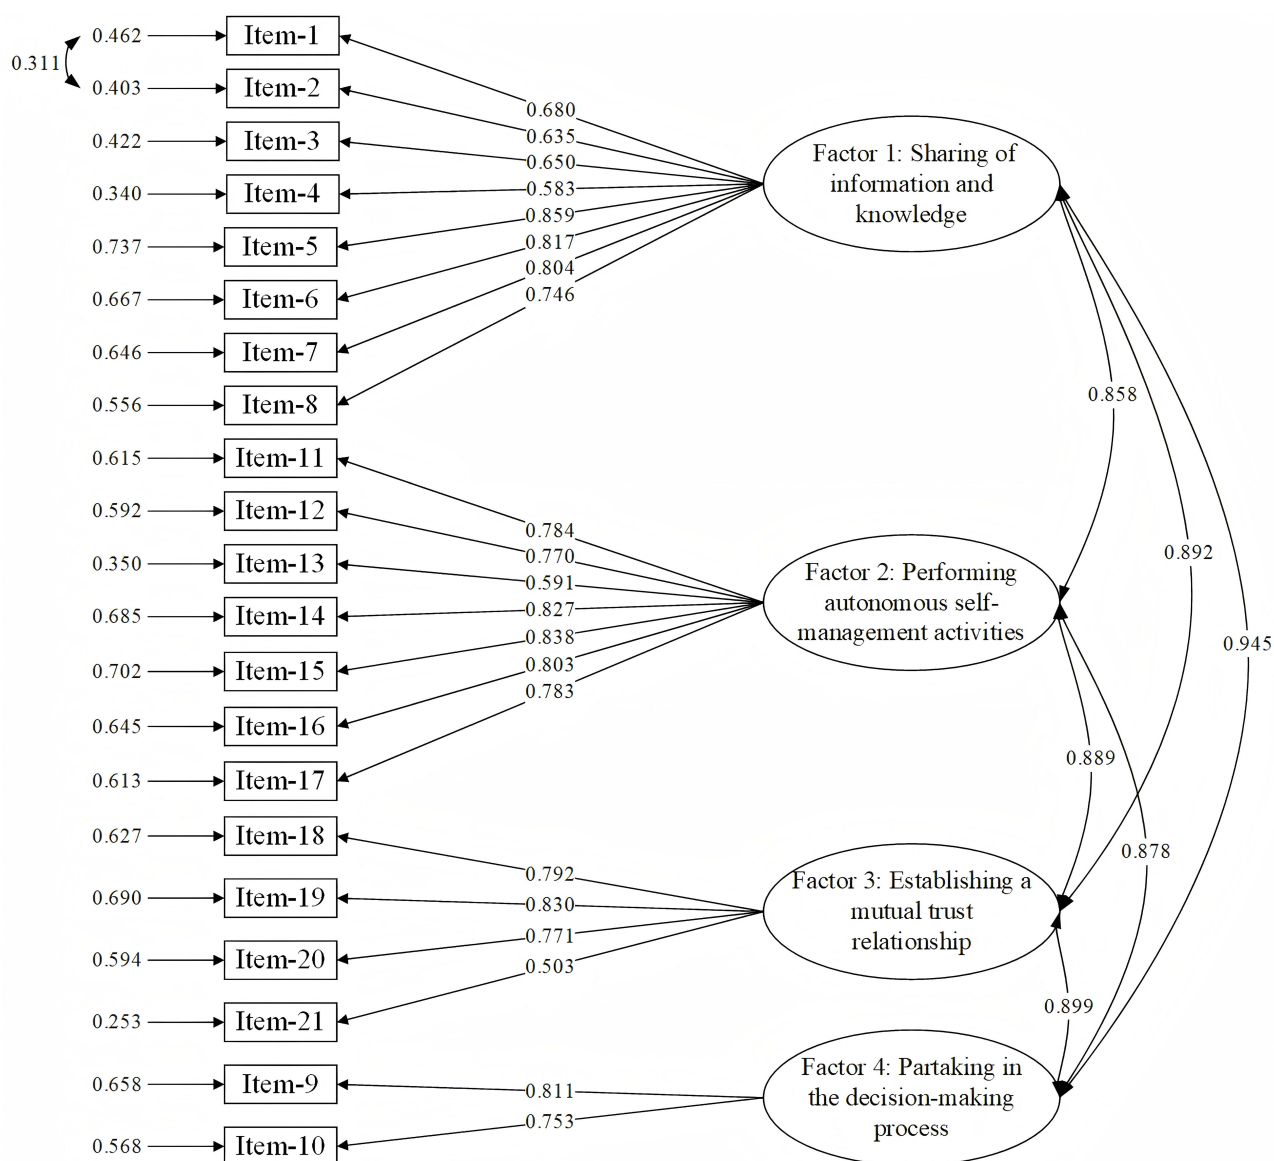 0.462 Item-1
0.311
0.403 Item-2
0.422 Item-3
0.340 Item-4
0.737 Item-5
0.667 Item-6
0.646 Item-7
0.556 Item-8
0.615 Item-11
0.592 Item-12
0.350 Item-13
0.685 Item-14
0.702 Item-15
0.645 Item-16
0.613 Item-17
0.627 Item-18
0.690 Item-19
0.594 Item-20
0.253 Item-21
0.658 Item-9
0.568 Item-10
0.680
0.635
0.650
0.583
0.859
0.817
0.804
0.746
0.784
0.770
0.591
0.827
0.838
0.803
0.783
0.792
0.830
0.771
0.503
0.811
0.753
Factor 1: Sharing of
information and
knowledge
Factor 2: Performing
autonomous self-
management activities
Factor 3: Establishing a
mutual trust
relationship
Factor 4: Partaking in
the decision-making
process
0.858
0.892
0.945
0.889
0.878
0.899